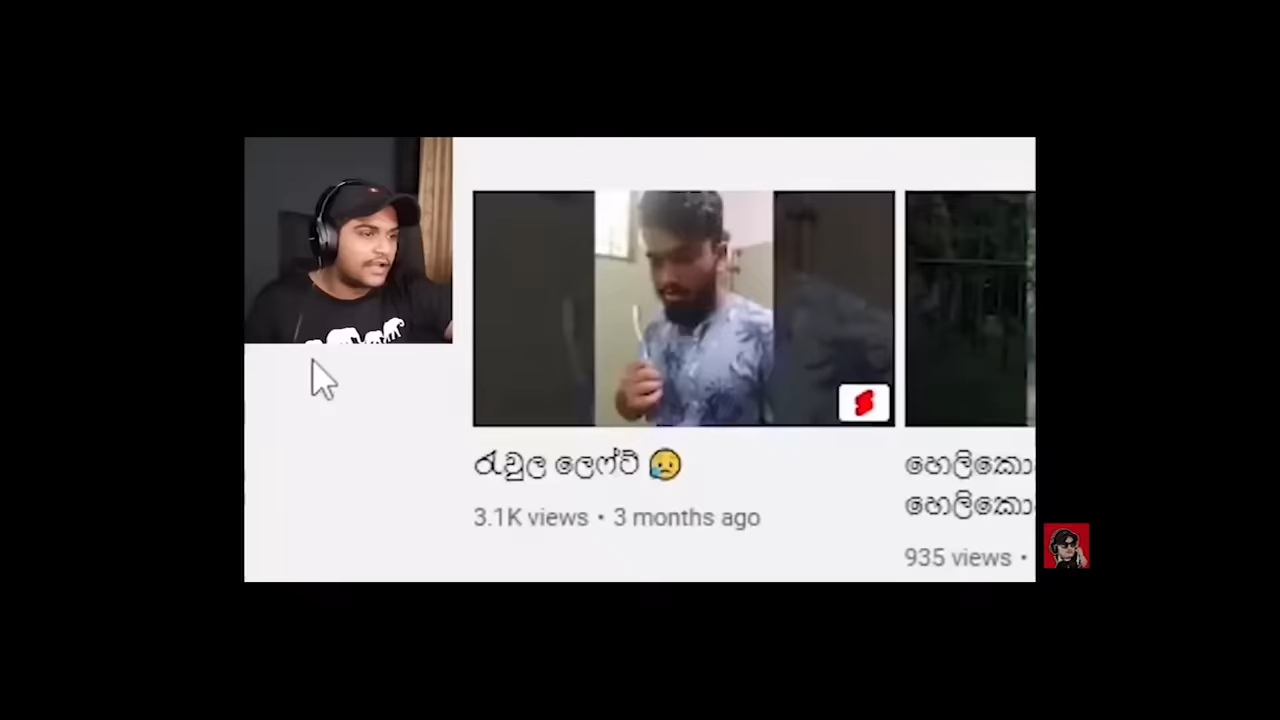 රැවුල ලෙෆ්ට් 😥
3.1K views • 3 months ago
හෙලිකො
හෙලිකො
935 views •